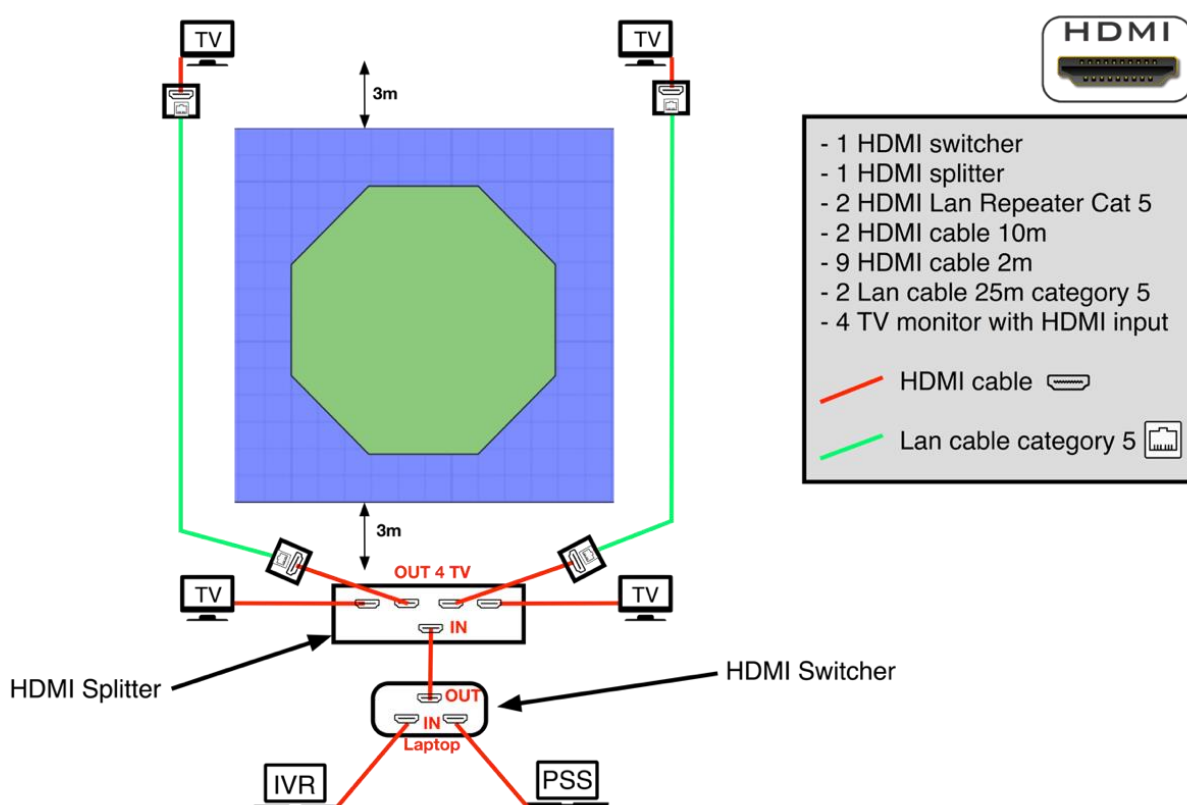 HDMI
TV
TV
3m
- 1 HDMI switcher
- 1 HDMI splitter
- 2 HDMI Lan Repeater Cat 5
- 2 HDMI cable 10m
- 9 HDMI cable 2m
- 2 Lan cable 25m category 5
- 4 TV monitor with HDMI input
HDMI cable
Lan cable category 5
3m
OUT 4 TV
TV
TV
IN
HDMI Splitter
HDMI Switcher
OUT
IN
Laptop
IVR
PSS